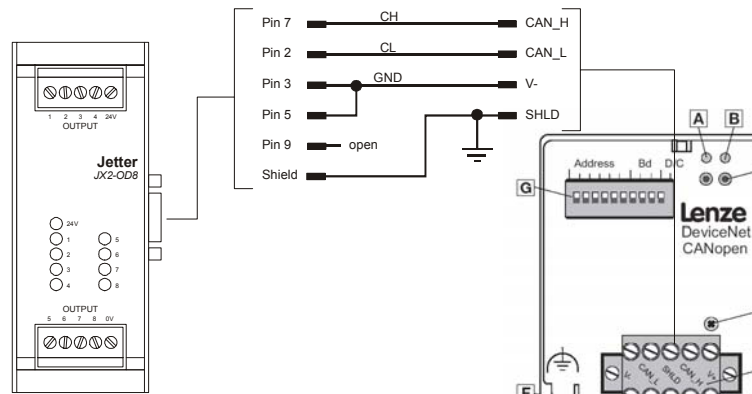 Pin 7 CH CAN_H
Pin 2 CL CAN_L
Pin 3 GND V-
Pin 5 SHLD
Pin 9 open
Shield
1 2 3 4 24V
OUTPUT
Jetter
JX2-OD8
24V
1 5
2 6
3 7
4 8
OUTPUT
5 6 7 8 0V
A B
Address Bd D/C
G
Lenze
DeviceNet
CANopen
V- CAN_L SHLD CAN_H V+